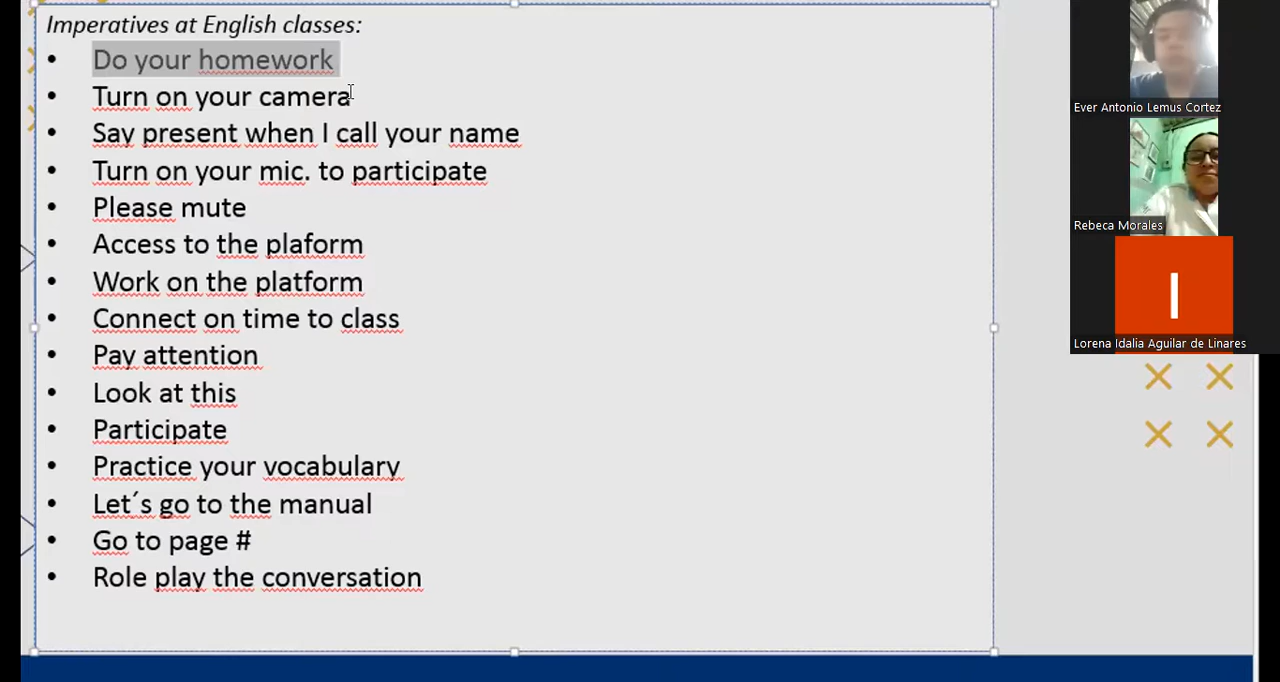 Imperatives at English classes:
• Do your homework
• Turn on your camera
• Say present when I call your name
• Turn on your mic. to participate
• Please mute
• Access to the plaform
• Work on the platform
• Connect on time to class
• Pay attention
• Look at this
• Participate
• Practice your vocabulary
• Let´s go to the manual
• Go to page #
• Role play the conversation
Ever Antonio Lemus Cortez
Rebeca Morales
I
Lorena Idalia Aguilar de Linares